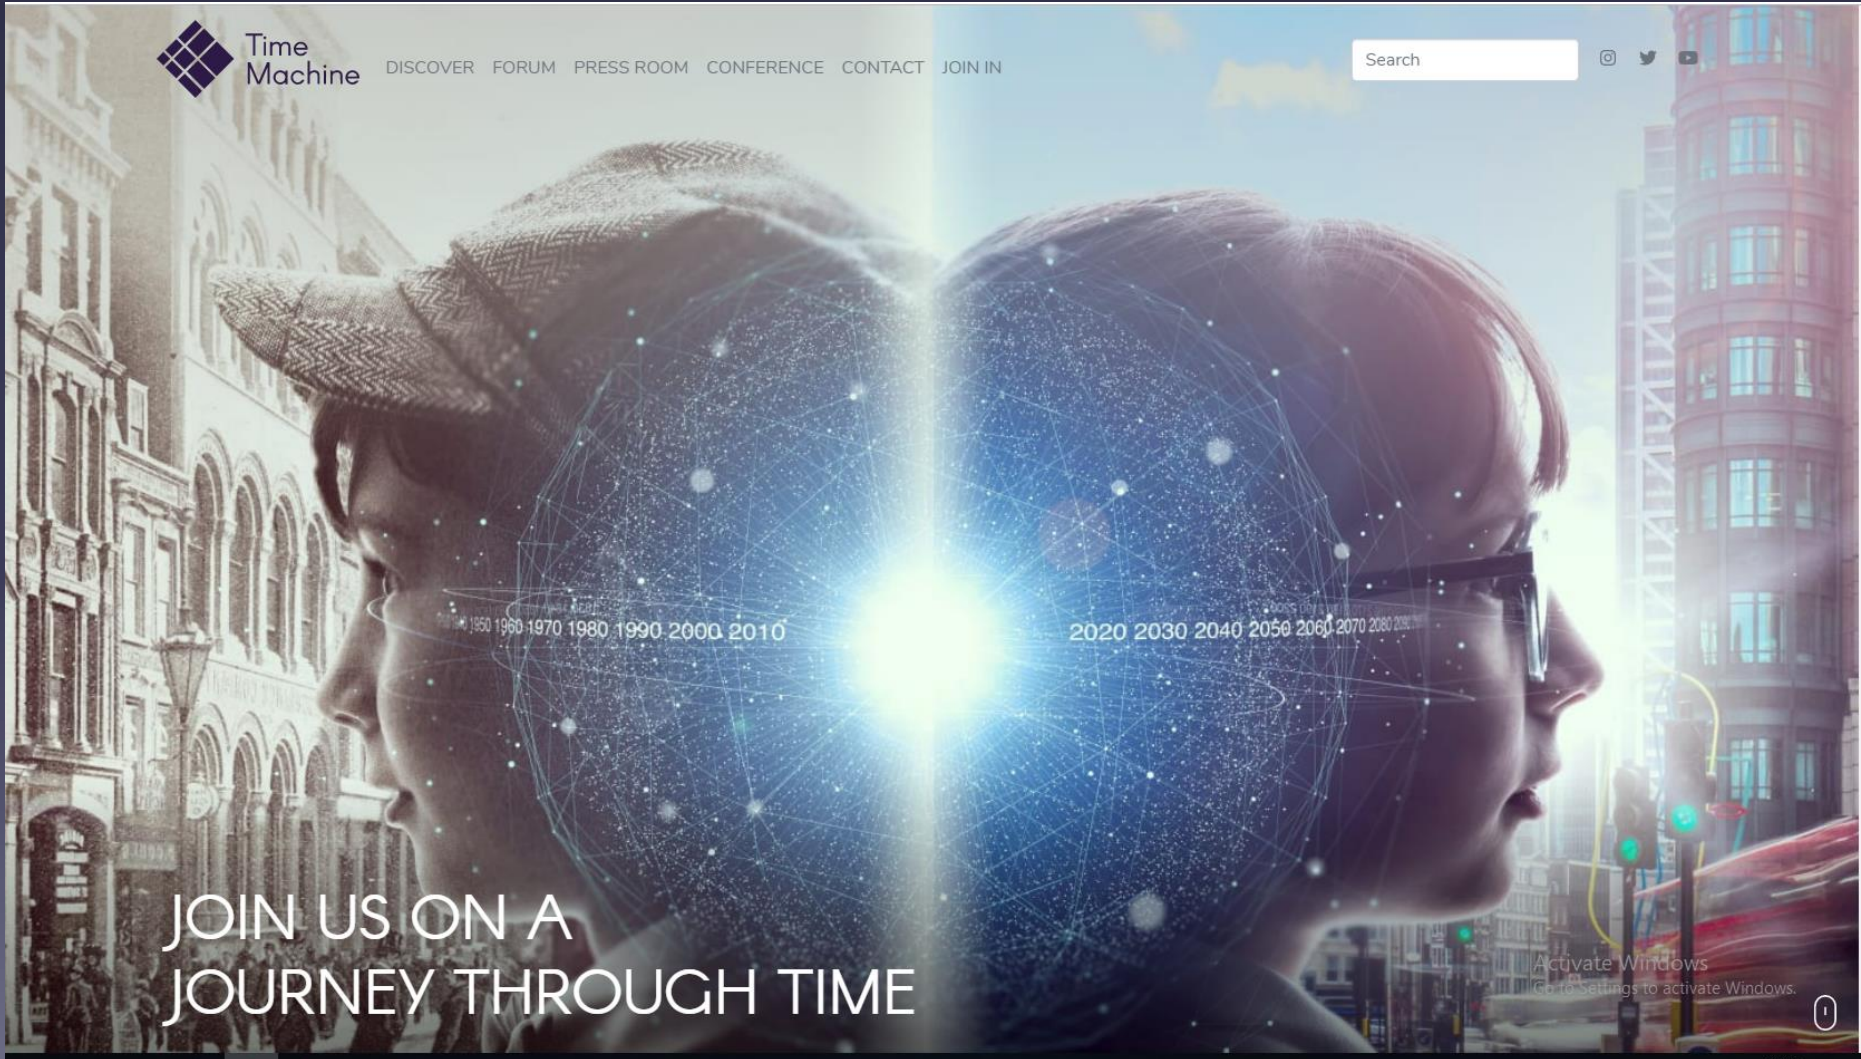 Time
Machine
DISCOVER FORUM PRESS ROOM CONFERENCE CONTACT JOIN IN
Search
1950 1960 1970 1980 1990 2000 2010
2020 2030 2040 2050 2060 2070 2080
JOIN US ON A
JOURNEY THROUGH TIME
Activate Windows
Go to Settings to activate Windows.